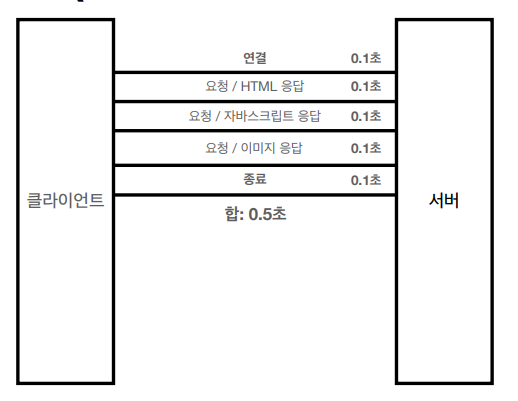 연결 0.1초
요청 / HTML 응답 0.1초
요청 / 자바스크립트 응답 0.1초
요청 / 이미지 응답 0.1초
종료 0.1초
클라이언트
서버
합: 0.5초